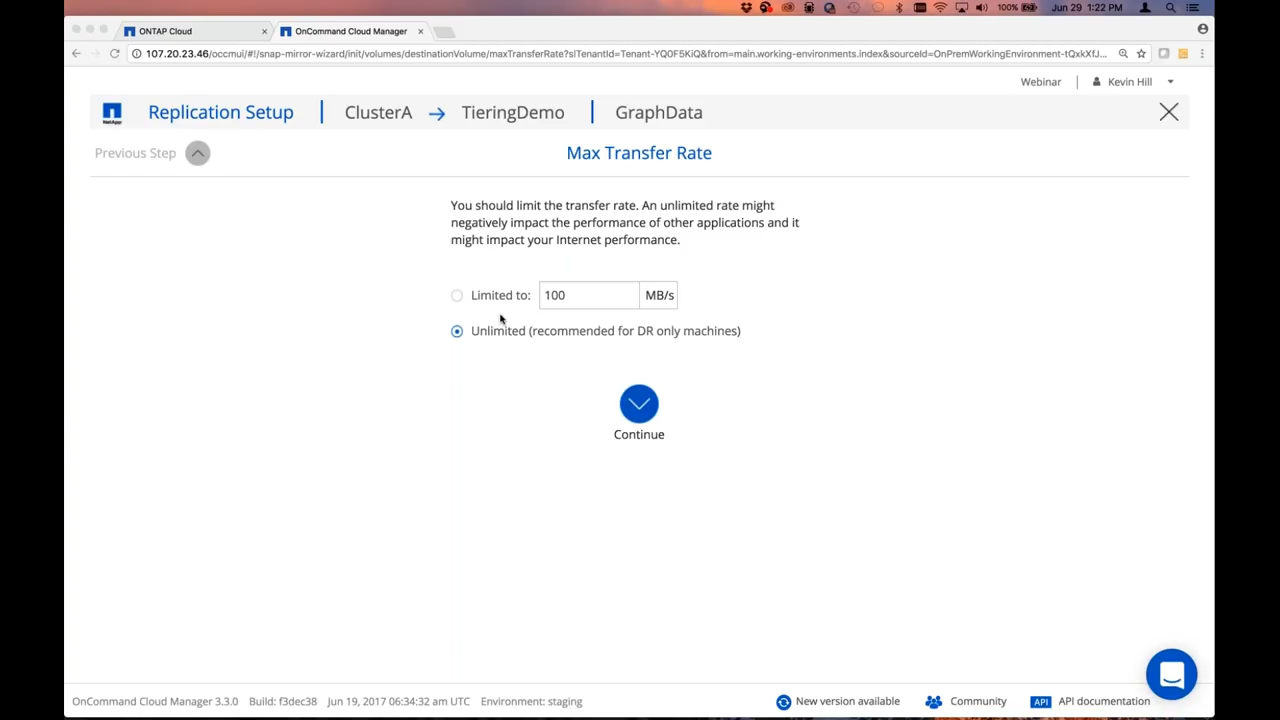 100% Jun 29 1:22 PM
ONTAP Cloud × OnCommand Cloud Manager ×
107.20.23.46/occmui/#!/snap-mirror-wizard/init/volumes/destinationVolume/maxTransferRate?slTenantId=Tenant-YQ0F5KiQ&from=main.working-environments.index&sourceId=OnPremWorkingEnvironment-tQxkXfJ...
Webinar | Kevin Hill
NetApp Replication Setup | ClusterA → TieringDemo | GraphData
Previous Step Max Transfer Rate
You should limit the transfer rate. An unlimited rate might
negatively impact the performance of other applications and it
might impact your Internet performance.
Limited to: 100 MB/s
Unlimited (recommended for DR only machines)
Continue
OnCommand Cloud Manager 3.3.0 Build: f3dec38 Jun 19, 2017 06:34:32 am UTC Environment: staging New version available Community API API documentation